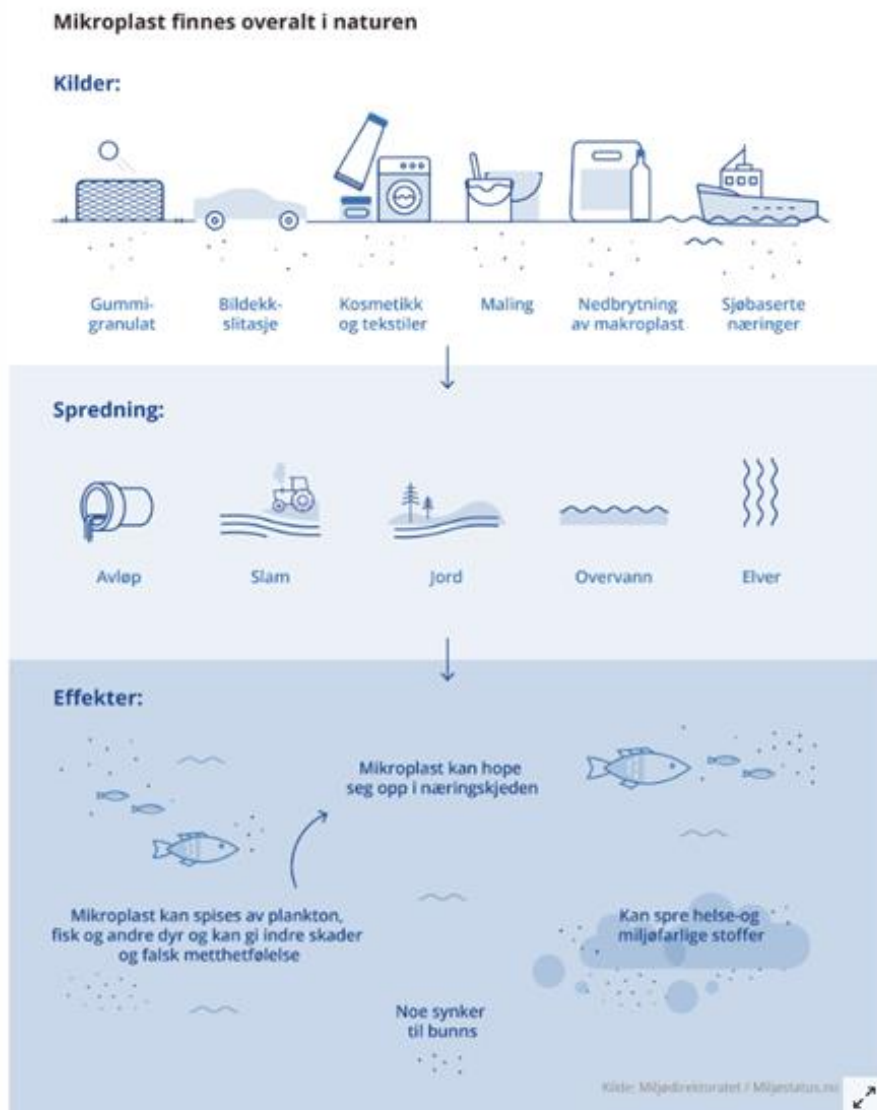 Mikroplast finnes overalt i naturen
Kilder:
Gummi-
granulat
Bildekk-
slitasje
Kosmetikk
og tekstiler
Maling
Nedbrytning
av makroplast
Sjøbaserte
næringer
Spredning:
Avløp
Slam
Jord
Overvann
Elver
Effekter:
Mikroplast kan hope
seg opp i næringskjeden
Mikroplast kan spises av plankton,
fisk og andre dyr og kan gi indre skader
og falsk metthetfølelse
Kan spre helse-og
miljøfarlige stoffer
Noe synker
til bunns
Kilde: Miljødirektoratet / Miljøstatus.no